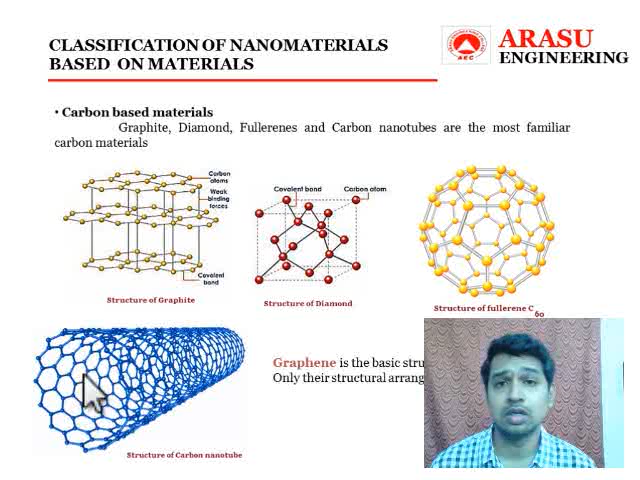 CLASSIFICATION OF NANOMATERIALS
BASED ON MATERIALS
ARASU
ENGINEERING
AEC
• Carbon based materials
Graphite, Diamond, Fullerenes and Carbon nanotubes are the most familiar
carbon materials
Carbon
atoms
Weak
binding
forces
Covalent
bond
Structure of Graphite
Covalent bond
Carbon atom
Structure of Diamond
Structure of fullerene C60
Graphene is the basic stru
Only their structural arrang
Structure of Carbon nanotube